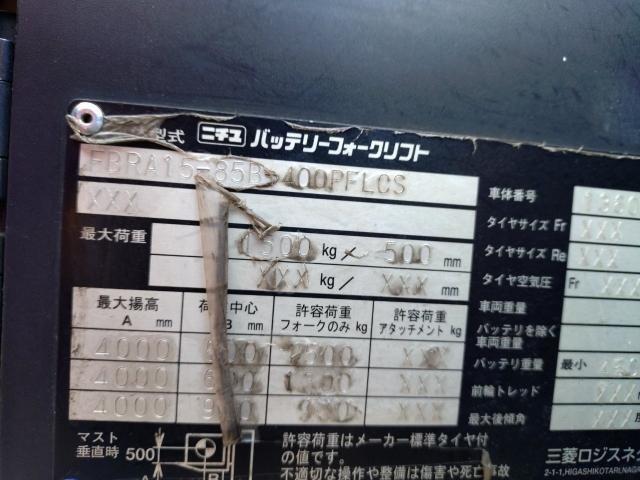 型式 ニチユ バッテリーフォークリフト
FBRA15-85B-400PFLCS
XXX
最大荷重 1500 kg / 500 mm
XXX kg / XXX mm
最大揚高 A mm 中心 B mm 許容荷重 フォークのみ kg 許容荷重 アタッチメント kg
4000 XXX
4000 XXX
4000 XXX
マスト垂直時 500
A B
許容荷重はメーカー標準タイヤ付
の
不適切な操作や整備は傷害や死亡事故
車体番号
タイヤサイズ Fr XXX
タイヤサイズ Re XXX
タイヤ空気圧 Fr
車両重量
バッテリを除く車両重量
バッテリ重量 最小
前輪トレッド
最大後傾角
三菱ロジスネ
2-1-1,HIGASHIKOTARI,NAGA